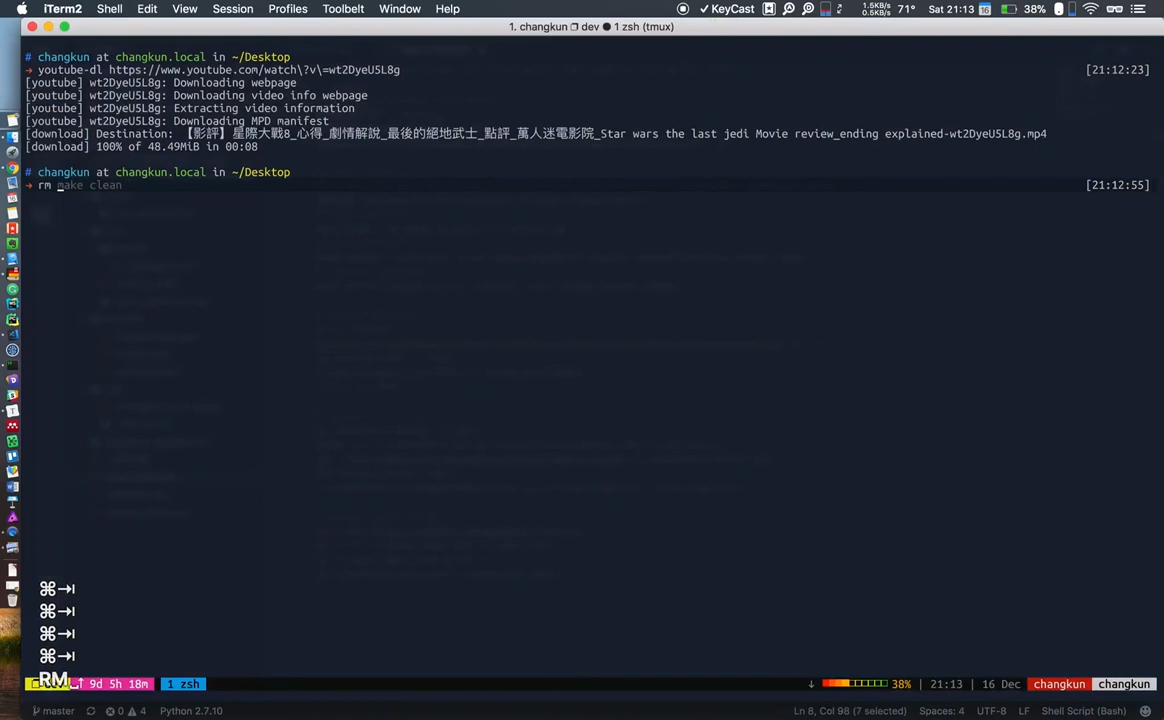 iTerm2 Shell Edit View Session Profiles Toolbelt Window Help KeyCast 1.5KB/s 0.5KB/s 71° Sat 21:13 16 38%
1. changkun dev ● 1 zsh (tmux)
# changkun at changkun.local in ~/Desktop
→ youtube-dl https://www.youtube.com/watch\?v\=wt2DyeU5L8g [21:12:23]
[youtube] wt2DyeU5L8g: Downloading webpage
[youtube] wt2DyeU5L8g: Downloading video info webpage
[youtube] wt2DyeU5L8g: Extracting video information
[youtube] wt2DyeU5L8g: Downloading MPD manifest
[download] Destination: 【影評】星際大戰8_心得_劇情解說_最後的絕地武士_點評_萬人迷電影院_Star wars the last jedi Movie review_ending explained-wt2DyeU5L8g.mp4
[download] 100% of 48.49MiB in 00:08
# changkun at changkun.local in ~/Desktop
→ rm make clean [21:12:55]
⌘⇥
⌘⇥
⌘⇥
⌘⇥
RM
↑ 9d 5h 18m 1 zsh ↓ 38% | 21:13 | 16 Dec changkun changkun
master 0 4 Python 2.7.10 Ln 8, Col 98 (7 selected) Spaces: 4 UTF-8 LF Shell Script (Bash)